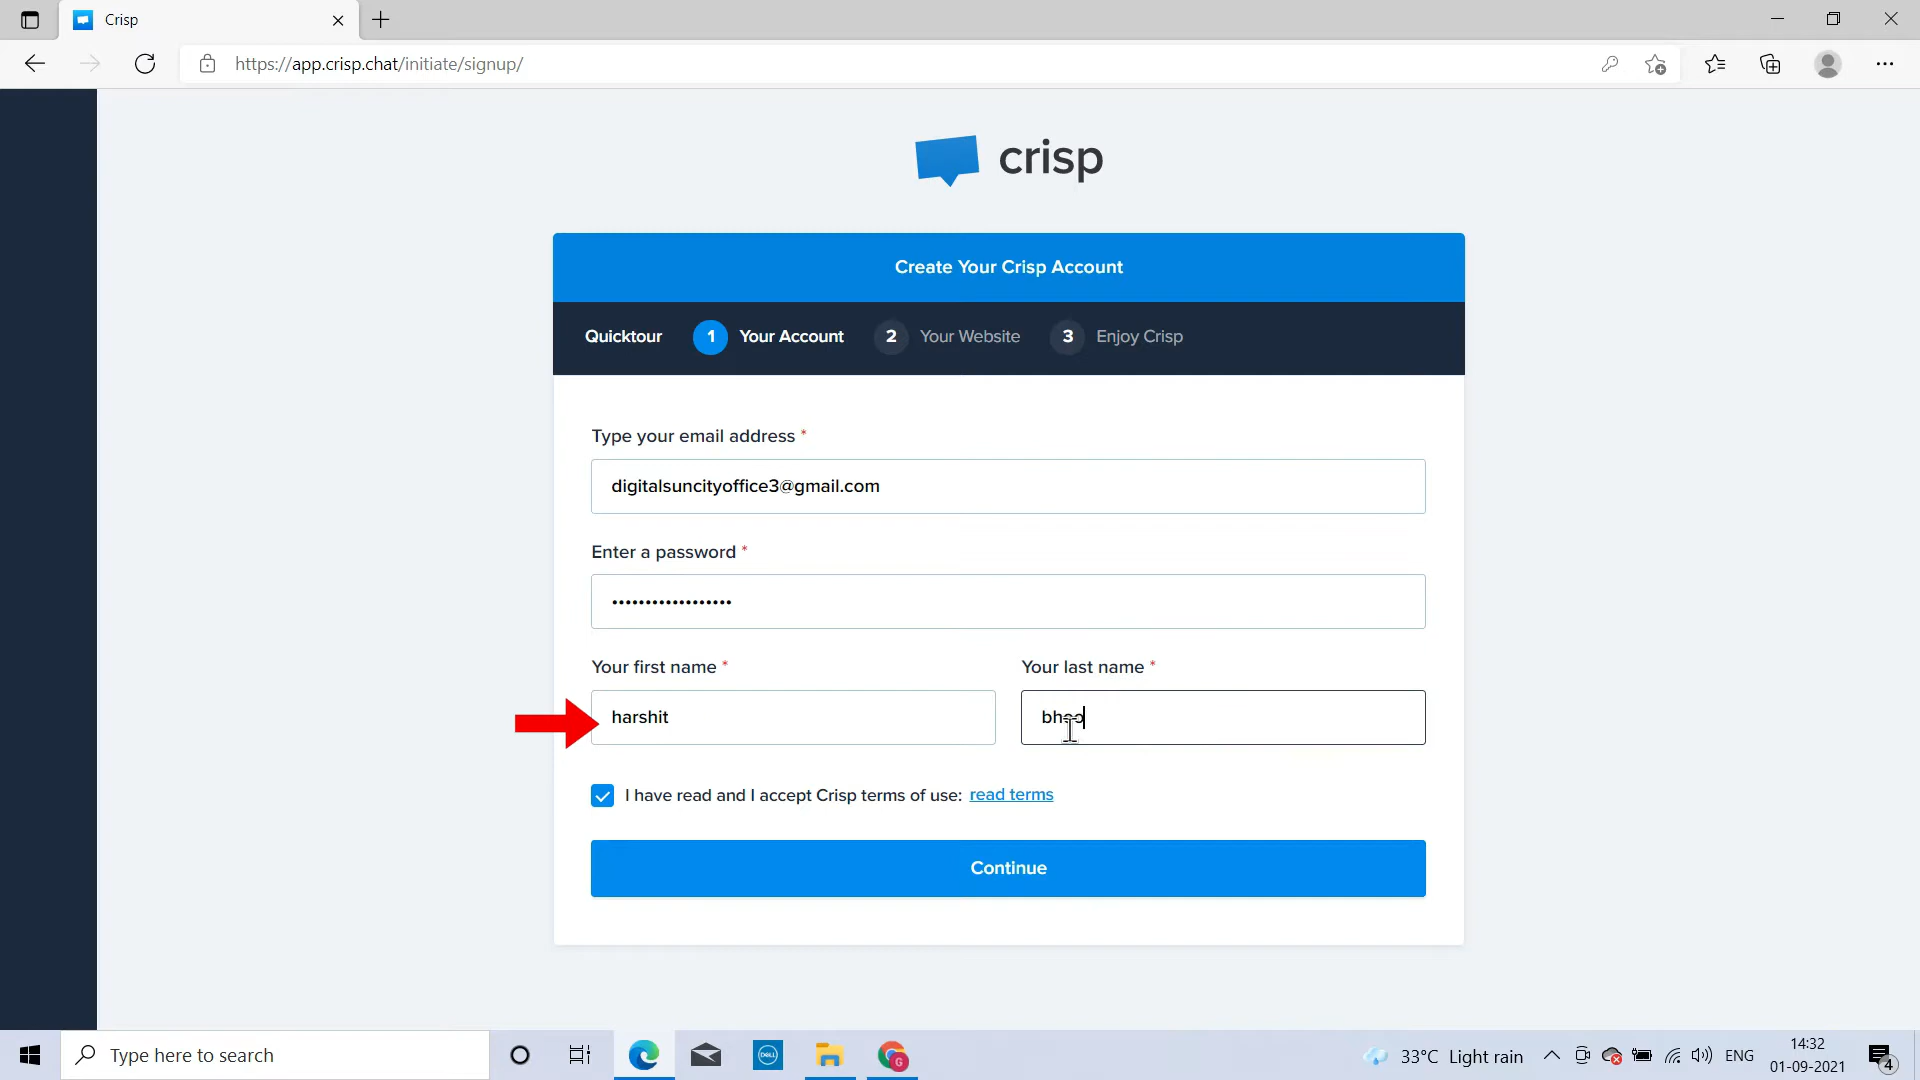 Crisp
https://app.crisp.chat/initiate/signup/
crisp
Create Your Crisp Account
Quicktour 1 Your Account 2 Your Website 3 Enjoy Crisp
Type your email address *
digitalsuncityoffice3@gmail.com
Enter a password *
••••••••••••••••••
Your first name * Your last name *
harshit
I have read and I accept Crisp terms of use: read terms
Continue
Type here to search
DELL
G
33°C Light rain
ENG
14:32
01-09-2021
4